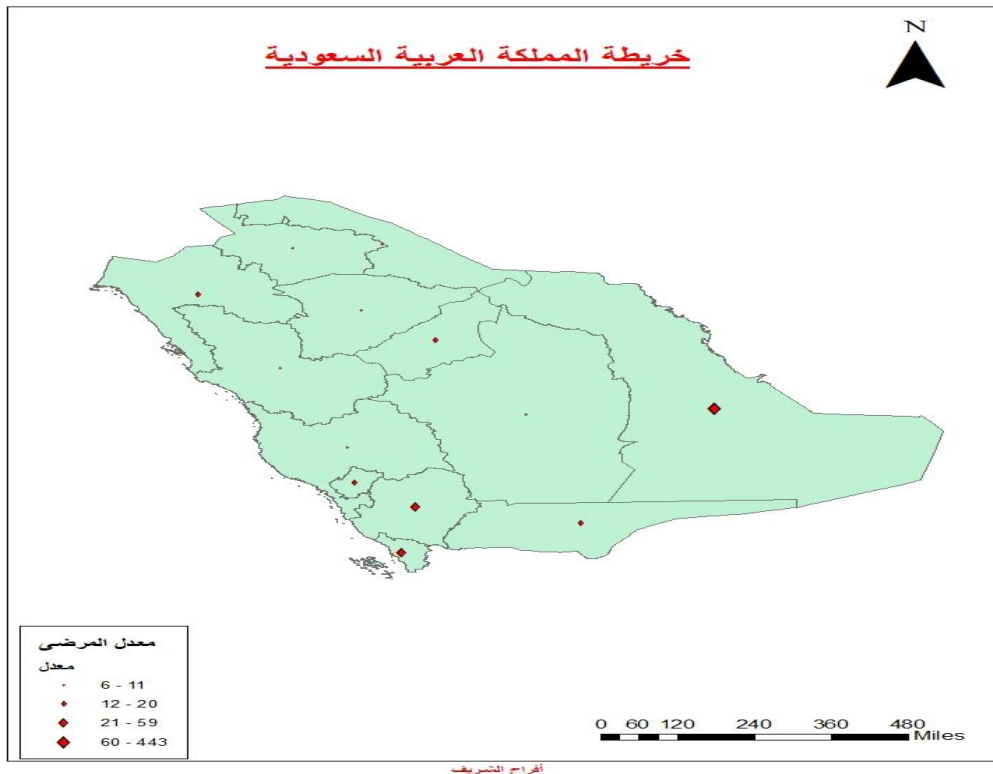 خريطة المملكة العربية السعودية
N
معدل المرضى
معدل
6 - 11
12 - 20
21 - 59
60 - 443
0 60 120 240 360 480
Miles
أفراح الشريف